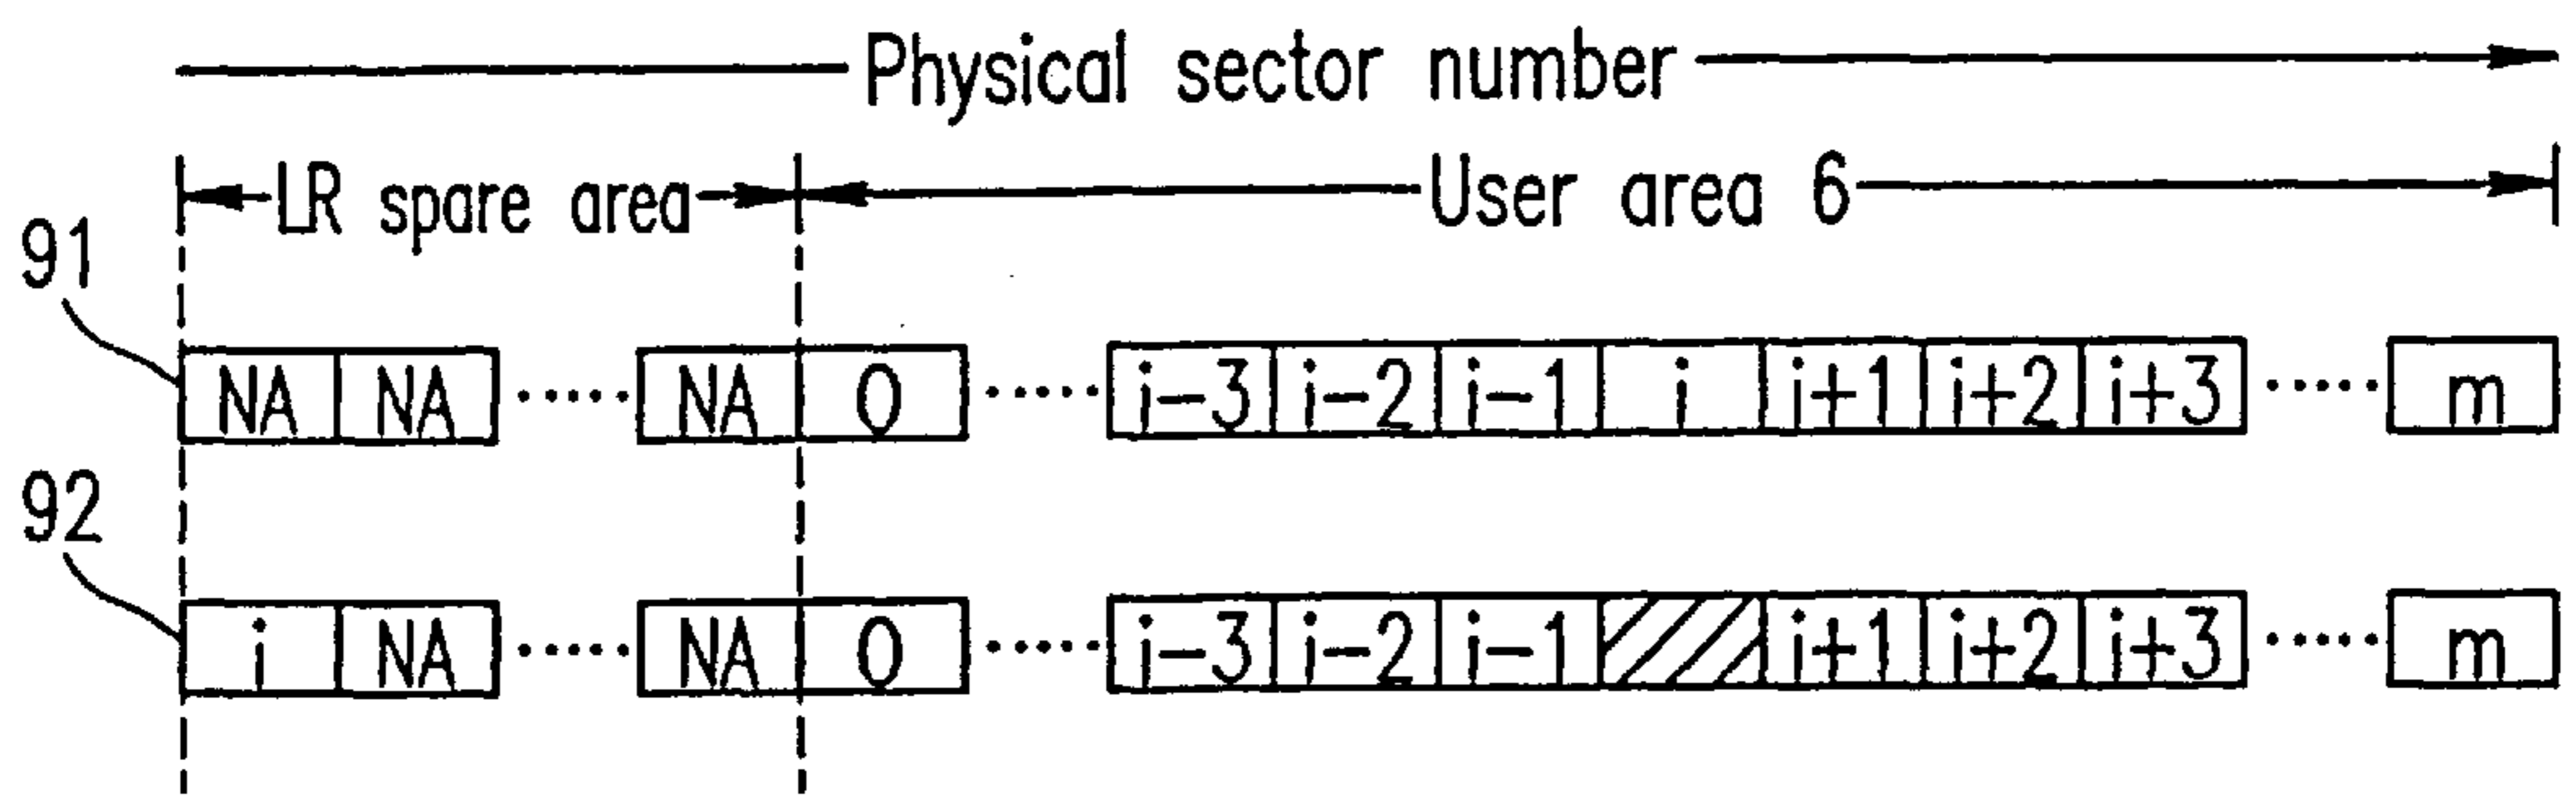 Physical sector number
LR spare area User area 6
91
NA NA ····· NA 0 ····· i-3 i-2 i-1 i i+1 i+2 i+3 ····· m
92
i NA ····· NA 0 ····· i-3 i-2 i-1 i+1 i+2 i+3 ····· m